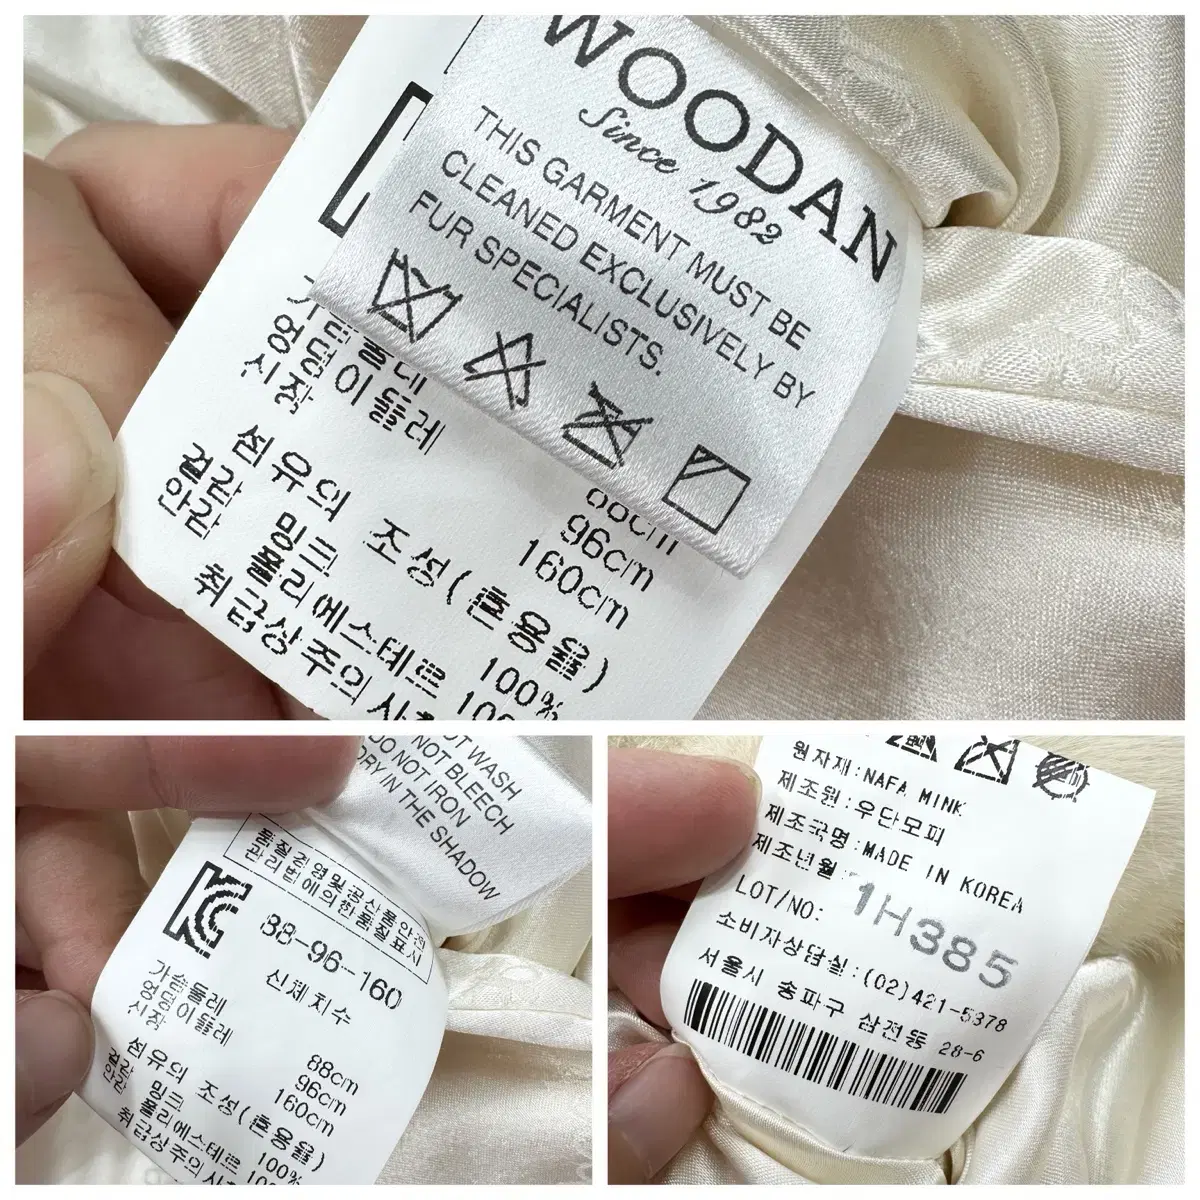 WOODAN
Since 1982
THIS GARMENT MUST BE
CLEANED EXCLUSIVELY BY
FUR SPECIALISTS.
둘레
엉덩이둘레
신장
88cm
96cm
160cm
섬유의 조성(혼용율)
겉감 밍크 100%
안감 폴리에스테르
취급상주의
WASH
NOT BLEECH
DO NOT IRON
DRY IN THE SHADOW
품질경영및공산품안전
관리법에의한품질표시
88-96-160
신체치수
가슴둘레 88cm
엉덩이둘레 96cm
신장 160cm
섬유의 조성(혼용율)
겉감 밍크 100%
안감 폴리에스테르
취급상주의
원자재:NAFA MINK
제조원:우단모피
제조국명:MADE IN KOREA
제조년월:
LOT/NO: 1H385
소비자상담실:(02)421-5378
서울시 송파구 삼전동 28-6